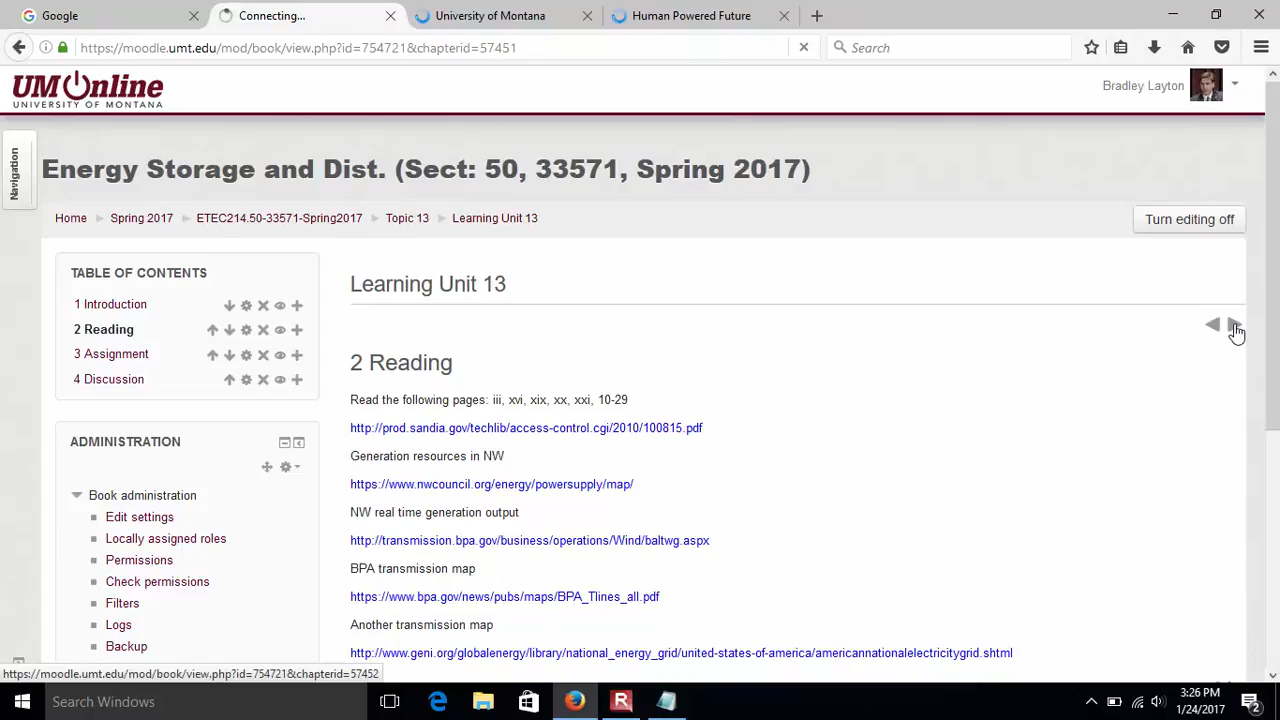 Google
Connecting...
University of Montana
Human Powered Future
https://moodle.umt.edu/mod/book/view.php?id=754721&chapterid=57451
Search
UM Online
UNIVERSITY OF MONTANA
Bradley Layton
Navigation
Energy Storage and Dist. (Sect: 50, 33571, Spring 2017)
Home
Spring 2017
ETEC214.50-33571-Spring2017
Topic 13
Learning Unit 13
Turn editing off
TABLE OF CONTENTS
1 Introduction
2 Reading
3 Assignment
4 Discussion
ADMINISTRATION
Book administration
Edit settings
Locally assigned roles
Permissions
Check permissions
Filters
Logs
Backup
Learning Unit 13
2 Reading
Read the following pages: iii, xvi, xix, xx, xxi, 10-29
http://prod.sandia.gov/techlib/access-control.cgi/2010/100815.pdf
Generation resources in NW
https://www.nwcouncil.org/energy/powersupply/map/
NW real time generation output
http://transmission.bpa.gov/business/operations/Wind/baltwg.aspx
BPA transmission map
https://www.bpa.gov/news/pubs/maps/BPA_Tlines_all.pdf
Another transmission map
http://www.geni.org/globalenergy/library/national_energy_grid/united-states-of-america/americannationalelectricitygrid.shtml
https://moodle.umt.edu/mod/book/view.php?id=754721&chapterid=57452
Search Windows
3:26 PM
1/24/2017
2